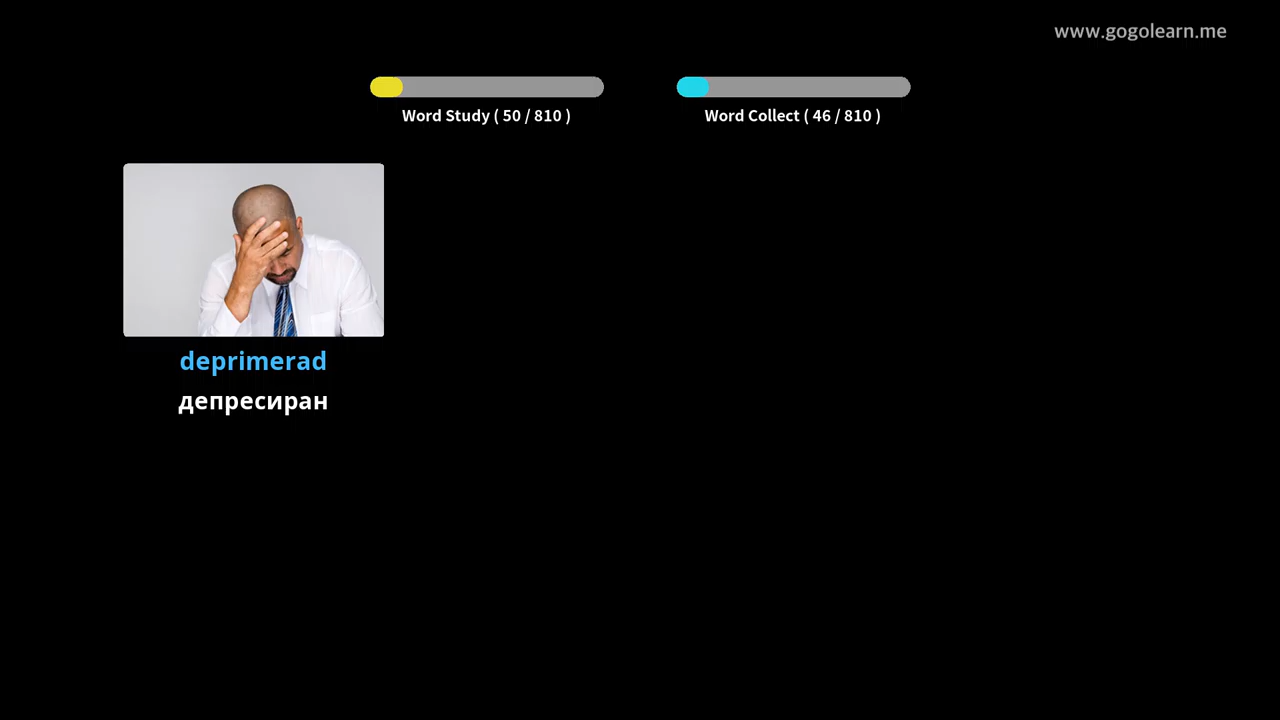 www.gogolearn.me
Word Study ( 50 / 810 )
Word Collect ( 46 / 810 )
deprimerad
депресиран